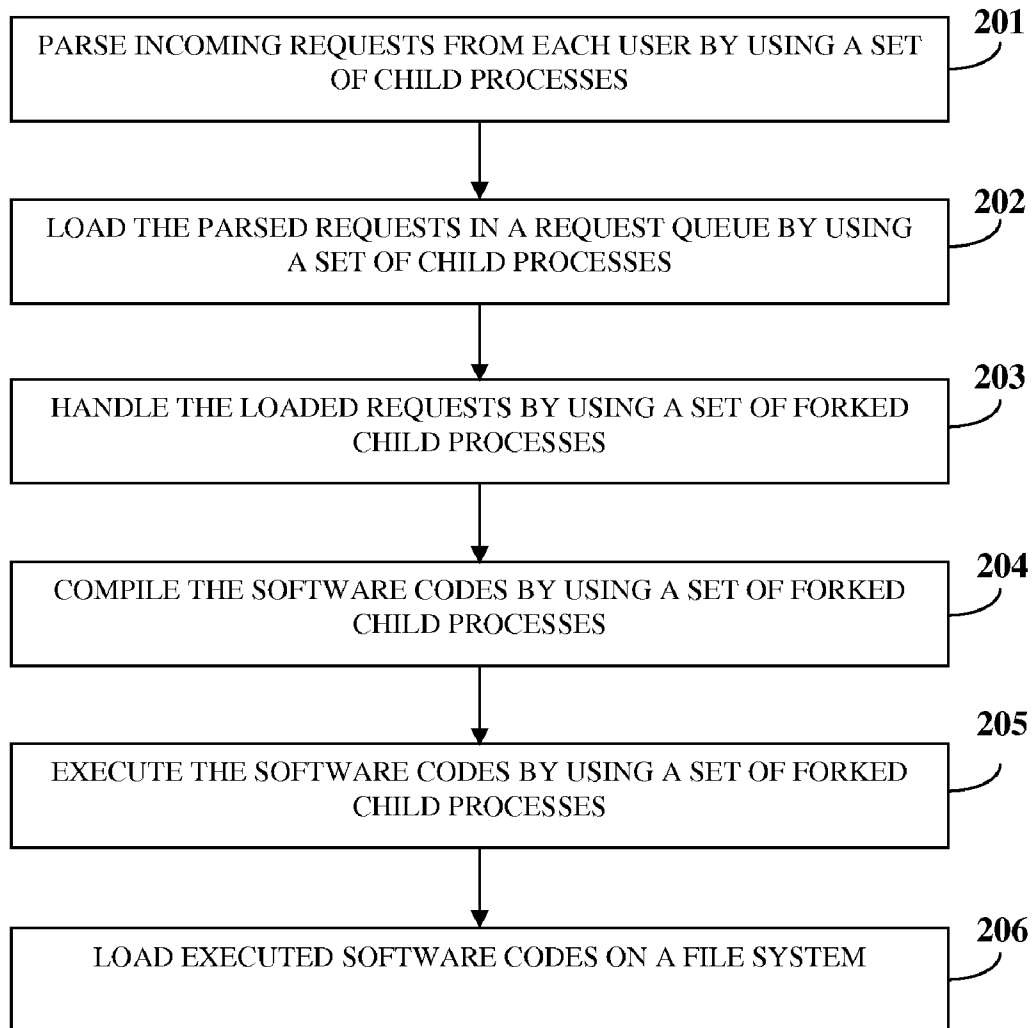 201
PARSE INCOMING REQUESTS FROM EACH USER BY USING A SET
OF CHILD PROCESSES
202
LOAD THE PARSED REQUESTS IN A REQUEST QUEUE BY USING
A SET OF CHILD PROCESSES
203
HANDLE THE LOADED REQUESTS BY USING A SET OF FORKED
CHILD PROCESSES
204
COMPILE THE SOFTWARE CODES BY USING A SET OF FORKED
CHILD PROCESSES
205
EXECUTE THE SOFTWARE CODES BY USING A SET OF FORKED
CHILD PROCESSES
206
LOAD EXECUTED SOFTWARE CODES ON A FILE SYSTEM